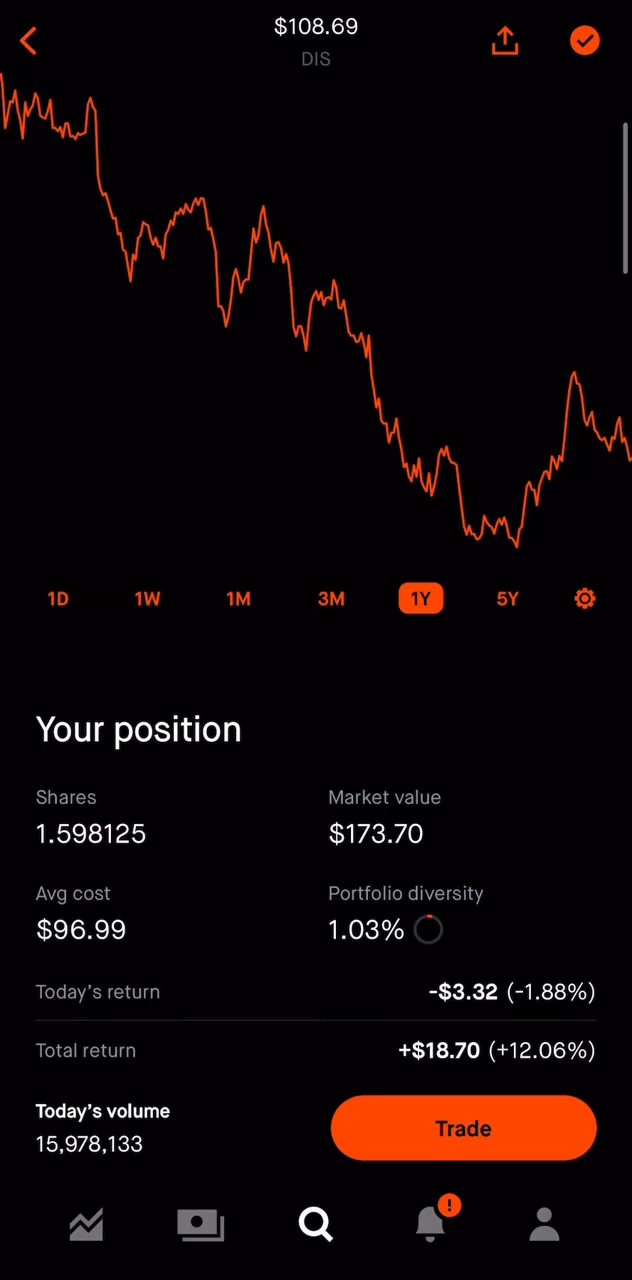 $108.69
DIS
1D 1W 1M 3M 1Y 5Y
Your position
Shares Market value
1.598125 $173.70
Avg cost Portfolio diversity
$96.99 1.03%
Today's return -$3.32 (-1.88%)
Total return +$18.70 (+12.06%)
Today's volume
15,978,133
Trade
!